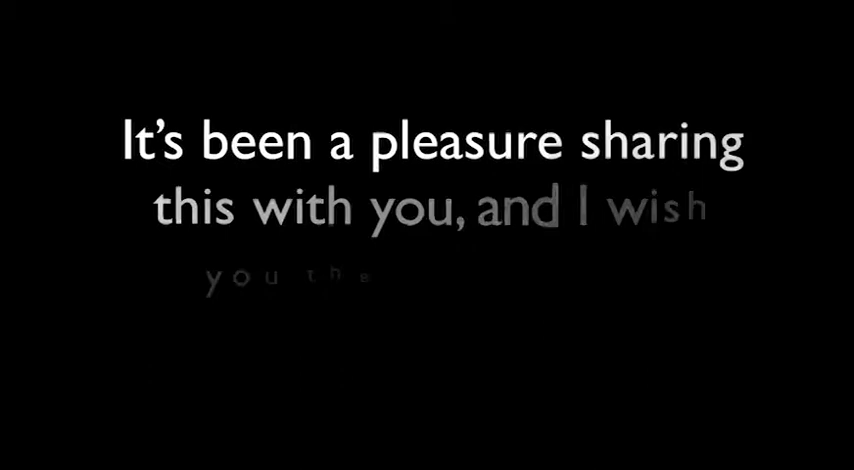 It's been a pleasure sharing
this with you, and I wish
you the